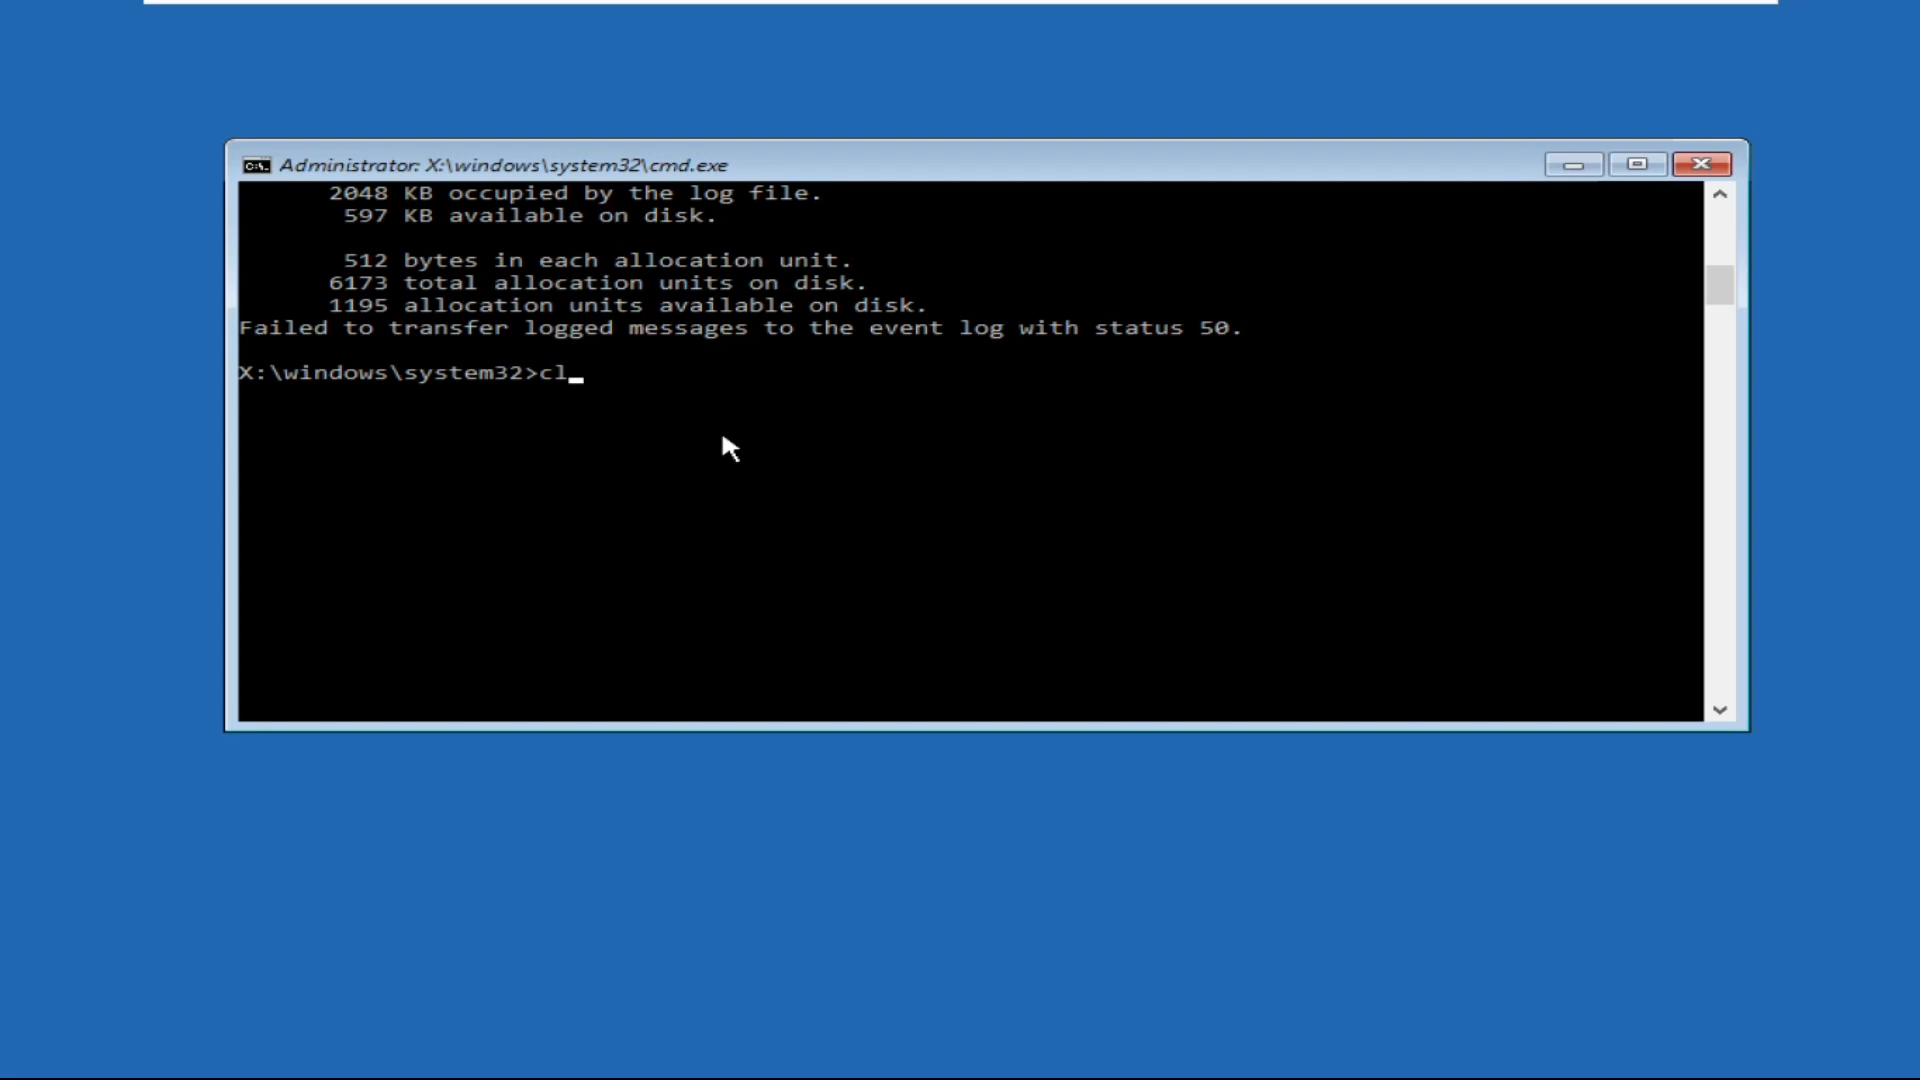 Administrator: X:\windows\system32\cmd.exe
2048 KB occupied by the log file.
597 KB available on disk.
512 bytes in each allocation unit.
6173 total allocation units on disk.
1195 allocation units available on disk.
Failed to transfer logged messages to the event log with status 50.
X:\windows\system32>cl